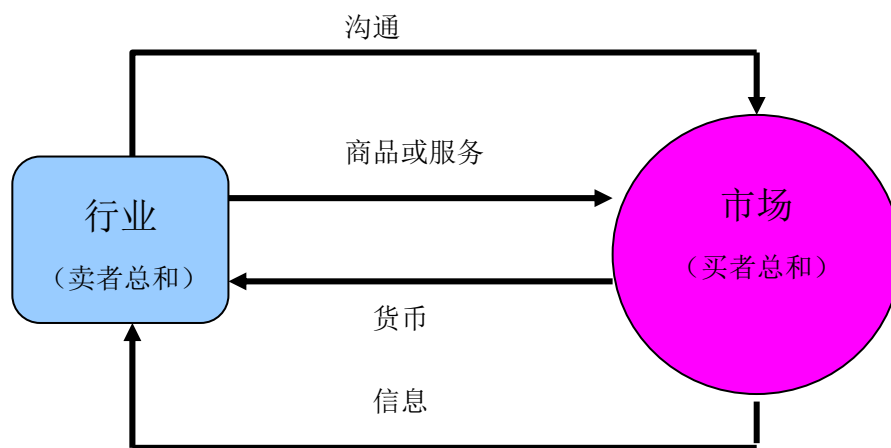 沟通
商品或服务
行业
（卖者总和）
市场
（买者总和）
货币
信息